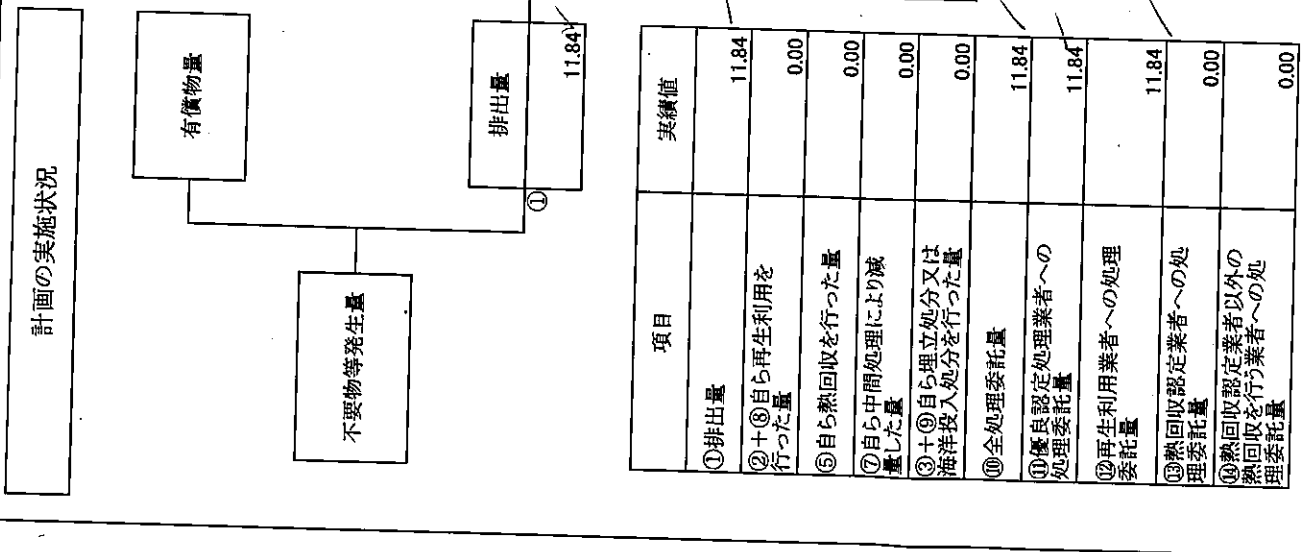 計画の実施状況
有償物量
不要物等発生量
排出量
①
11.84
項目
実績値
①排出量
11.84
②+⑧自ら再生利用を
行った量
0.00
⑤自ら熱回収を行った量
0.00
⑦自ら中間処理により減
量した量
0.00
③+⑨自ら埋立処分又は
海洋投入処分を行った量
0.00
⑩全処理委託量
11.84
⑪優良認定処理業者への
処理委託量
11.84
⑫再生利用業者への処理
委託量
11.84
⑬熱回収認定業者への処
理委託量
0.00
⑭熱回収認定業者以外の
熱回収を行う業者への処
理委託量
0.00